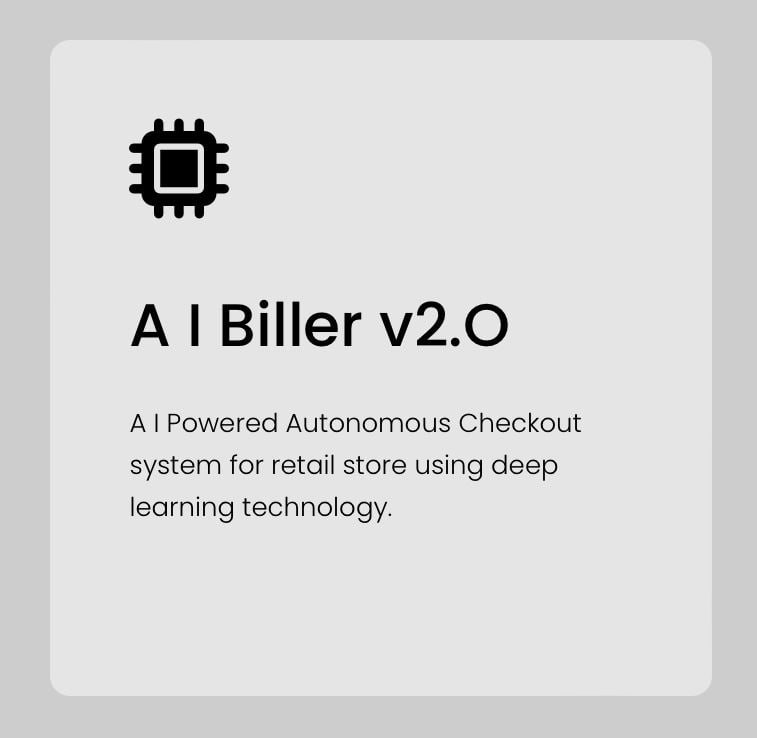 A I Biller v2.O
A I Powered Autonomous Checkout
system for retail store using deep
learning technology.